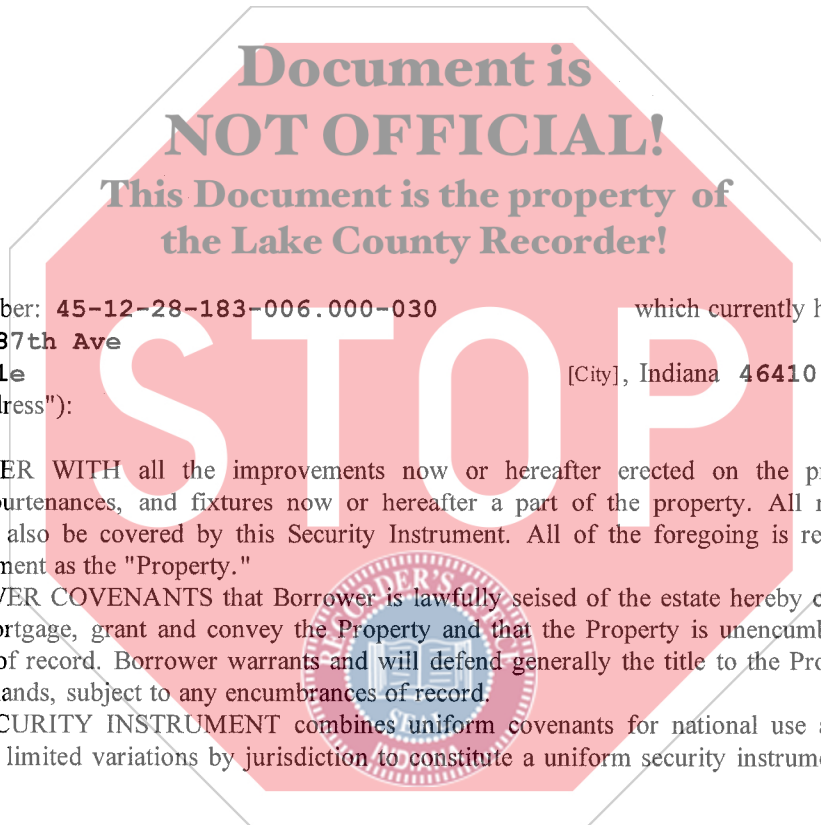 Document is
NOT OFFICIAL!
This Document is the property of
the Lake County Recorder!
ber: 45-12-28-183-006.000-030 which currently h
37th Ave
le [City], Indiana 46410
dress"):
STOP
ER WITH all the improvements now or hereafter erected on the p
purtenances, and fixtures now or hereafter a part of the property. All r
also be covered by this Security Instrument. All of the foregoing is re
ment as the "Property."
VER COVENANTS that Borrower is lawfully seised of the estate hereby c
ortgage, grant and convey the Property and that the Property is unencumb
of record. Borrower warrants and will defend generally the title to the Pro
ands, subject to any encumbrances of record.
CURITY INSTRUMENT combines uniform covenants for national use a
limited variations by jurisdiction to constitute a uniform security instrume
SEAL
INDIANA